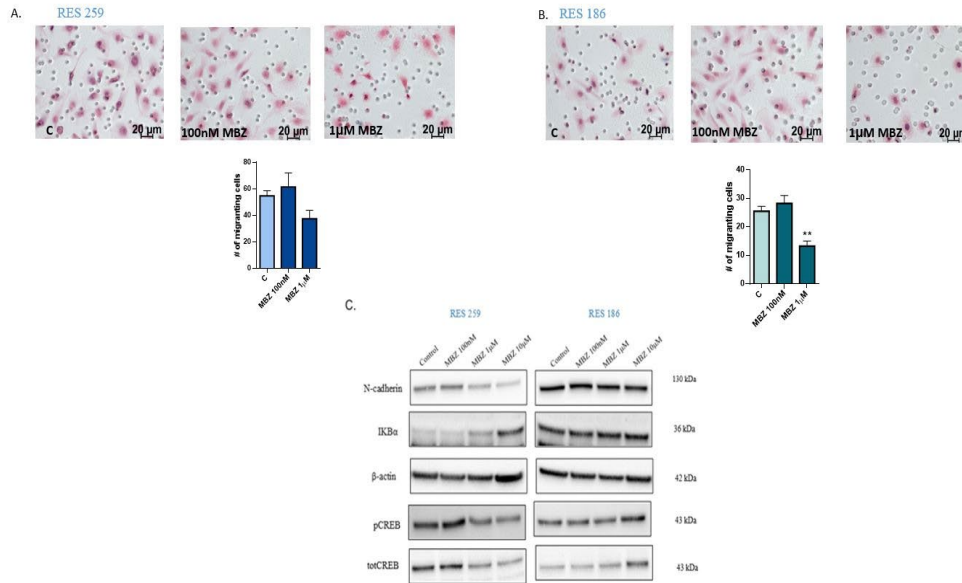 A.
RES 259
C
20 µm
100nM MBZ
20 µm
1µM MBZ
20 µm
# of migranting cells
80
60
40
20
0
C
MBZ 100nM
MBZ 1µM
B.
RES 186
C
20 µm
100nM MBZ
20 µm
1µM MBZ
20 µm
# of migranting cells
40
30
20
10
0
**
C
MBZ 100nM
MBZ 1µM
C.
RES 259
RES 186
Control
MBZ 100nM
MBZ 1µM
MBZ 10µM
Control
MBZ 100nM
MBZ 1µM
MBZ 10µM
N-cadherin
130 kDa
IKBα
36 kDa
β-actin
42 kDa
pCREB
43 kDa
totCREB
43 kDa